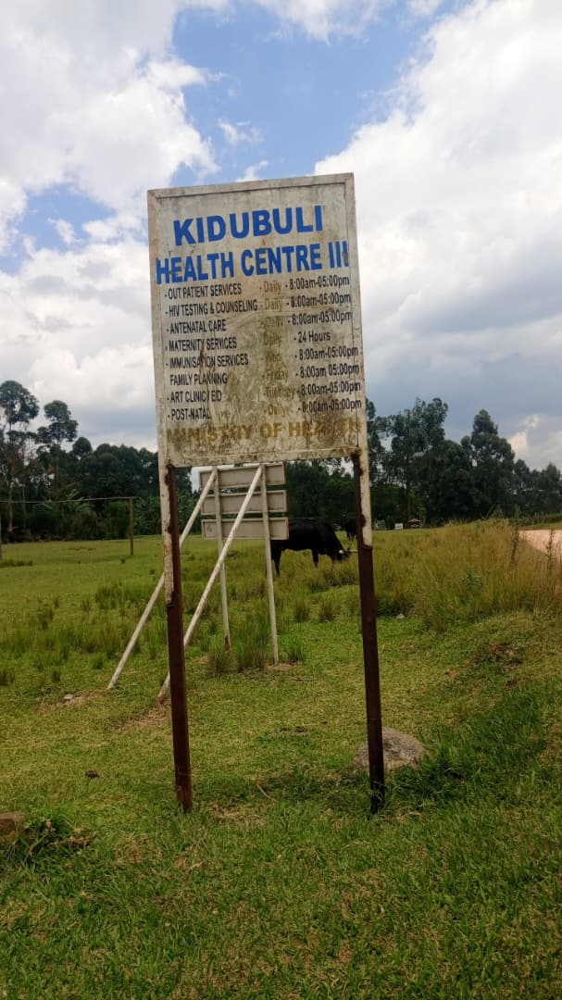 KIDUBULI
HEALTH CENTRE III
- OUT PATIENT SERVICES - Daily - 8:00am-05:00pm
- HIV TESTING & COUNSELING - Daily - 8:00am-05:00pm
- ANTENATAL CARE - Daily - 8:00am-05:00pm
- MATERNITY SERVICES - Daily - 24 Hours
- IMMUNISATION SERVICES - Wed - 8:00am-05:00pm
FAMILY PLANNING - Friday - 8:00am 05:00pm
- ART CLINIC / EID - Tuesday - 8:00am-05:00pm
- POST-NATAL - Daily - 8:00am-05:00pm
MINISTRY OF HEALTH